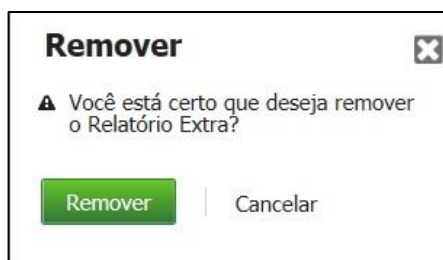 Remover
Você está certo que deseja remover
o Relatório Extra?
Remover
Cancelar